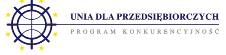 UNIA DLA PRZEDSIĘBIORCZYCH
PROGRAM KONKURENCYJNOŚĆ